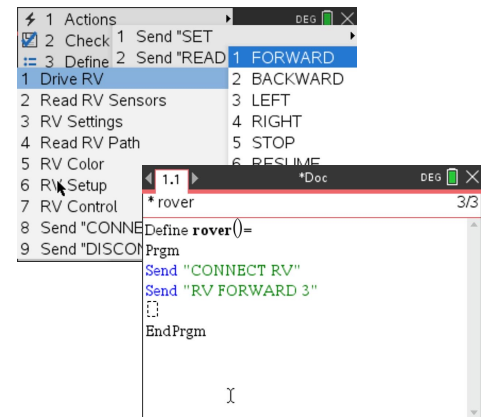 1 Actions
DEG
2 Check
1 Send "SET
3 Define
2 Send "READ
1 FORWARD
1 Drive RV
2 BACKWARD
2 Read RV Sensors
3 LEFT
3 RV Settings
4 RIGHT
4 Read RV Path
5 STOP
5 RV Color
6 RESUME
6 RV Setup
7 RV Control
8 Send "CONNE
9 Send "DISCON
1.1
*Doc
DEG
* rover
3/3
Define rover()=
Prgm
Send "CONNECT RV"
Send "RV FORWARD 3"
EndPrgm